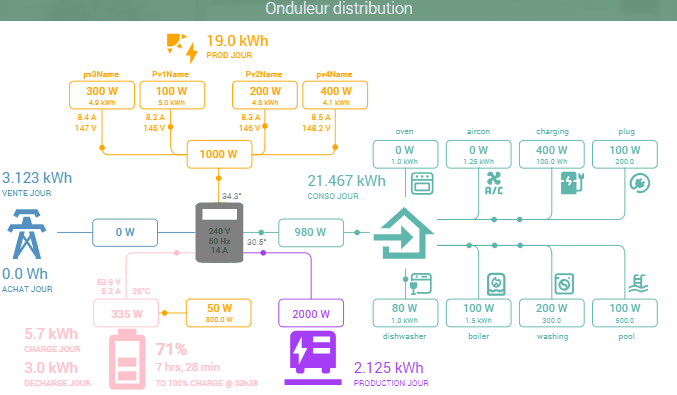 Onduleur distribution
19.0 kWh
PROD JOUR
pv3Name
Pv1Name
Pv2Name
pv4Name
300 W
4.9 kWh
100 W
5.0 kWh
200 W
4.8 kWh
400 W
4.1 kWh
8.4 A
147 V
8.2 A
145 V
8.3 A
146 V
8.5 A
148.2 V
1000 W
oven
aircon
charging
plug
0 W
1.0 kWh
0 W
1.25 kWh
400 W
100.0 Wh
100 W
200.0
A/C
3.123 kWh
VENTE JOUR
34.3°
21.467 kWh
CONSO JOUR
0 W
240 V
50 Hz
14 A
980 W
30.5°
0.0 Wh
ACHAT JOUR
53.9 V
5.2 A
26°C
335 W
50 W
800.0 W
2000 W
80 W
1.0 kWh
100 W
1.5 kWh
200 W
300.0
100 W
500.0
dishwasher
boiler
washing
pool
5.7 kWh
CHARGE JOUR
3.0 kWh
DECHARGE JOUR
71%
7 hrs, 28 min
TO 100% CHARGE @ 03h38
2.125 kWh
PRODUCTION JOUR